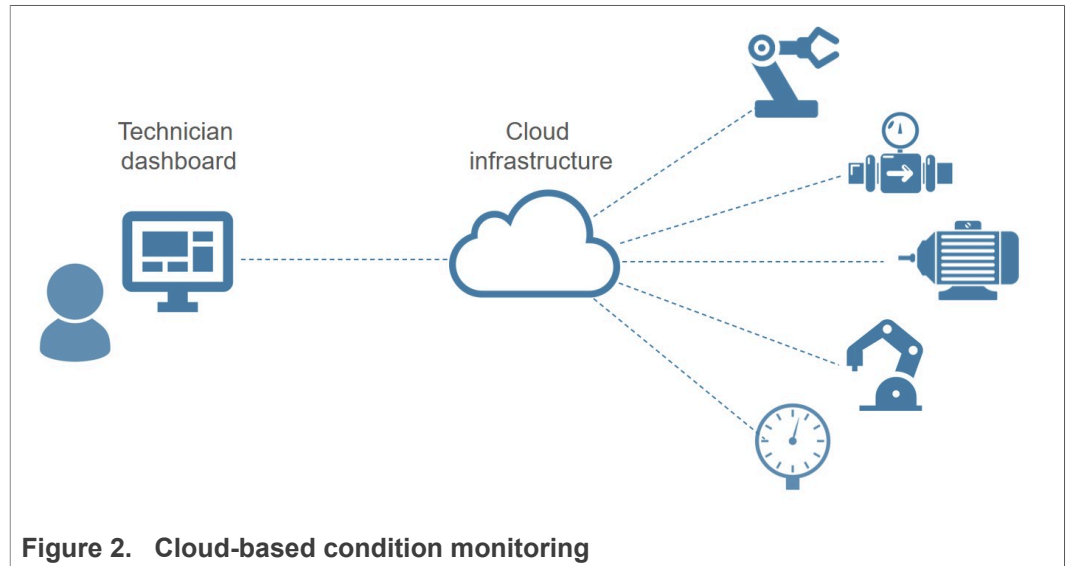 Technician
dashboard
Cloud
infrastructure
Figure 2. Cloud-based condition monitoring